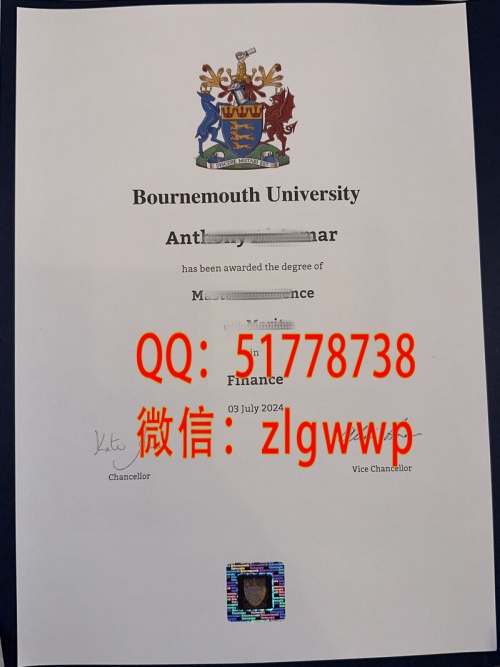 Bournemouth University
has been awarded the degree of
in
QQ: 51778738
Finance
03 July 2024
微信: zlgwwp
Kate
Chancellor
Vice Chancellor